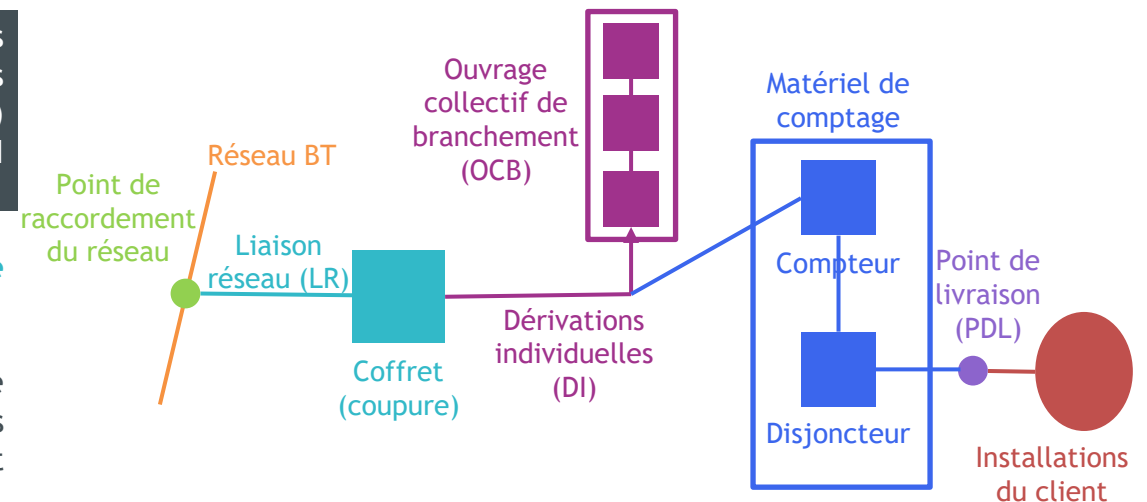 Réseau BT
Point de
raccordement
du réseau
Liaison
réseau (LR)
Coffret
(coupure)
Ouvrage
collectif de
branchement
(OCB)
Dérivations
individuelles
(DI)
Matériel de
comptage
Compteur
Disjoncteur
Point de
livraison
(PDL)
Installations
du client